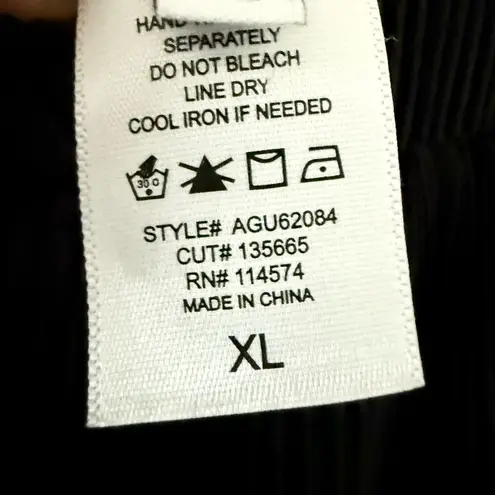 HAND
SEPARATELY
DO NOT BLEACH
LINE DRY
COOL IRON IF NEEDED
30 C
STYLE# AGU62084
CUT# 135665
RN# 114574
MADE IN CHINA
XL